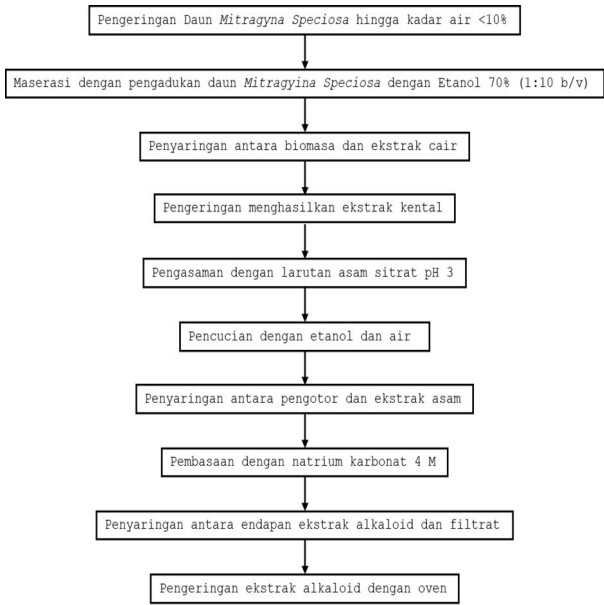 Pengeringan Daun Mitragyna Speciosa hingga kadar air <10%
Maserasi dengan pengadukan daun Mitragyina Speciosa dengan Etanol 70% (1:10 b/v)
Penyaringan antara biomasa dan ekstrak cair
Pengeringan menghasilkan ekstrak kental
Pengasaman dengan larutan asam sitrat pH 3
Pencucian dengan etanol dan air
Penyaringan antara pengotor dan ekstrak asam
Pembasaan dengan natrium karbonat 4 M
Penyaringan antara endapan ekstrak alkaloid dan filtrat
Pengeringan ekstrak alkaloid dengan oven